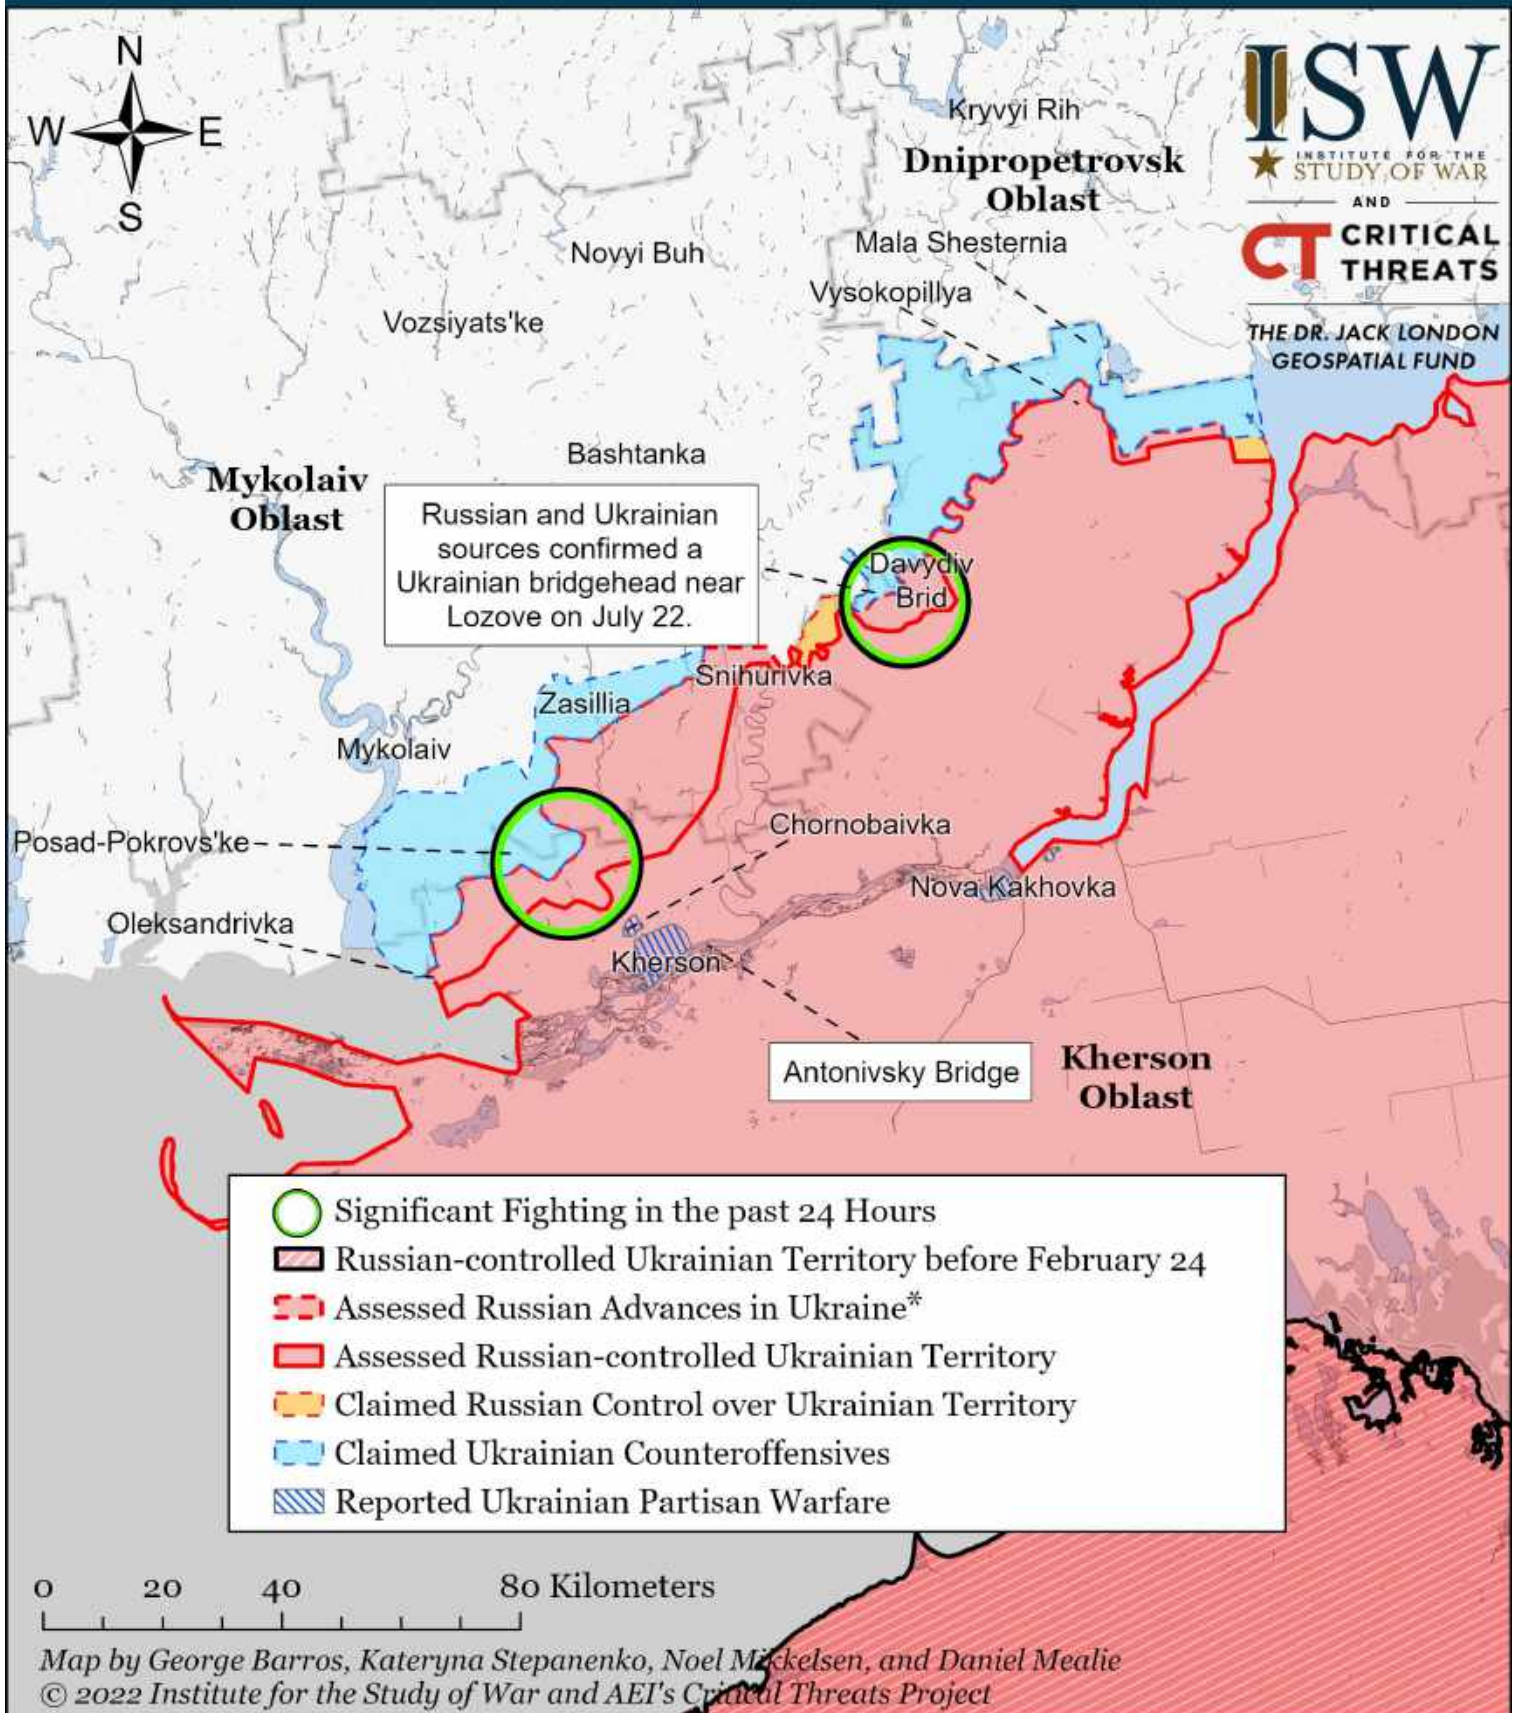 N
W
E
S
ISW
INSTITUTE FOR THE
STUDY OF WAR
AND
CT CRITICAL
THREATS
THE DR. JACK LONDON
GEOSPATIAL FUND
Kryvyi Rih
Dnipropetrovsk
Oblast
Mala Shesternia
Novyi Buh
Vysokopillya
Vozsiyats'ke
Bashtanka
Mykolaiv
Oblast
Russian and Ukrainian
sources confirmed a
Ukrainian bridgehead near
Lozove on July 22.
Davydiv
Brid
Snihurivka
Zasillia
Mykolaiv
Chornobaivka
Posad-Pokrovs'ke
Nova Kakhovka
Oleksandrivka
Kherson
Antonivsky Bridge
Kherson
Oblast
Significant Fighting in the past 24 Hours
Russian-controlled Ukrainian Territory before February 24
Assessed Russian Advances in Ukraine*
Assessed Russian-controlled Ukrainian Territory
Claimed Russian Control over Ukrainian Territory
Claimed Ukrainian Counteroffensives
Reported Ukrainian Partisan Warfare
0 20 40 80 Kilometers
Map by George Barros, Kateryna Stepanenko, Noel Mikkelsen, and Daniel Mealie
© 2022 Institute for the Study of War and AEI's Critical Threats Project